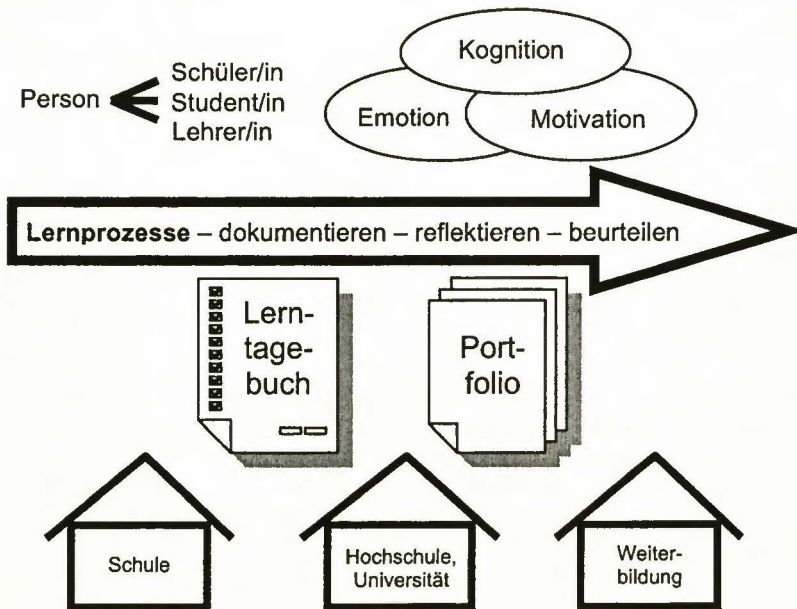 Person
Schüler/in
Student/in
Lehrer/in
Kognition
Emotion
Motivation
Lernprozesse – dokumentieren – reflektieren – beurteilen
Lern-
tage-
buch
Port-
folio
Schule
Hochschule,
Universität
Weiter-
bildung